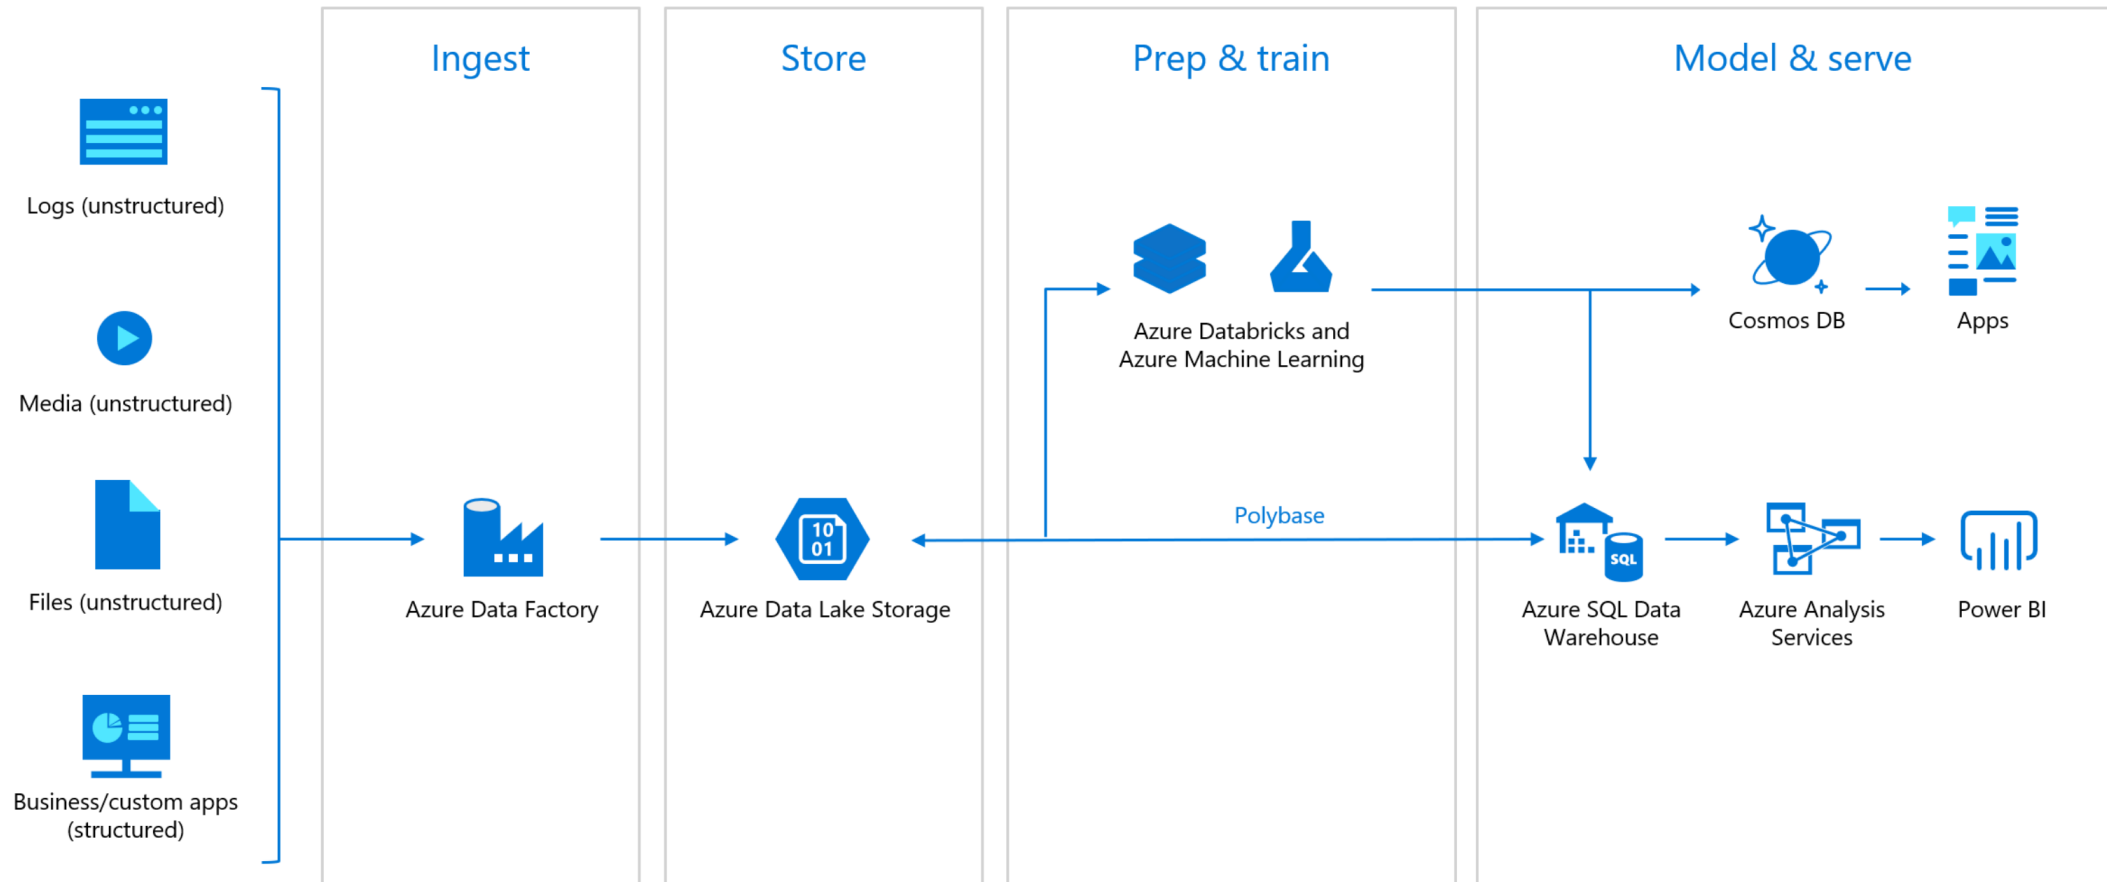 Ingest
Store
Prep & train
Model & serve
Logs (unstructured)
Media (unstructured)
Files (unstructured)
Business/custom apps
(structured)
Azure Data Factory
10
01
Azure Data Lake Storage
Azure Databricks and
Azure Machine Learning
Polybase
Cosmos DB
Apps
SQL
Azure SQL Data
Warehouse
Azure Analysis
Services
Power BI